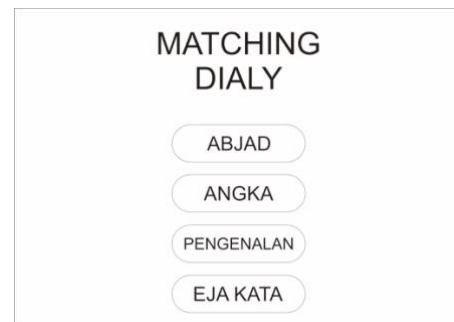 MATCHING
DIALY
ABJAD
ANGKA
PENGENALAN
EJA KATA